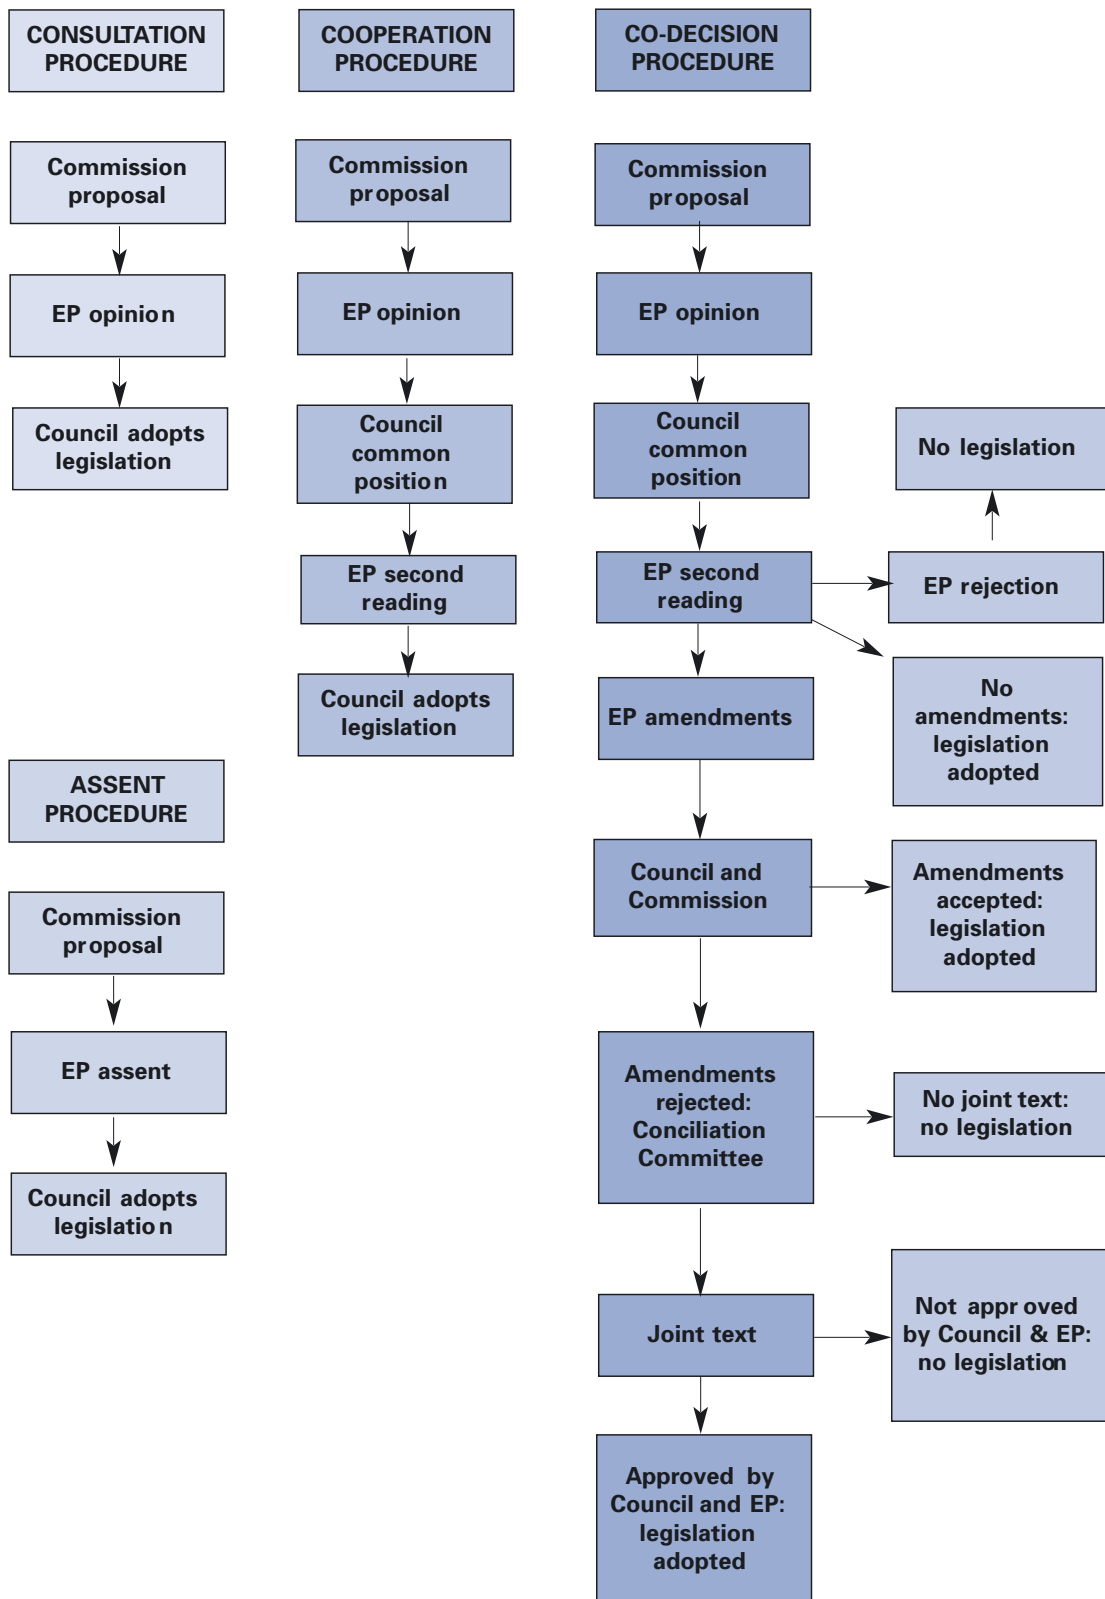 CONSULTATION
PROCEDURE
Commission
proposal
EP opinion
Council adopts
legislation
ASSENT
PROCEDURE
Commission
proposal
EP assent
Council adopts
legislation
COOPERATION
PROCEDURE
Commission
proposal
EP opinion
Council
common
position
EP second
reading
Council adopts
legislation
CO-DECISION
PROCEDURE
Commission
proposal
EP opinion
Council
common
position
EP second
reading
EP rejection
No legislation
No
amendments:
legislation
adopted
EP amendments
Council and
Commission
Amendments
accepted:
legislation
adopted
Amendments
rejected:
Conciliation
Committee
No joint text:
no legislation
Joint text
Not approved
by Council & EP:
no legislation
Approved by
Council and EP:
legislation
adopted